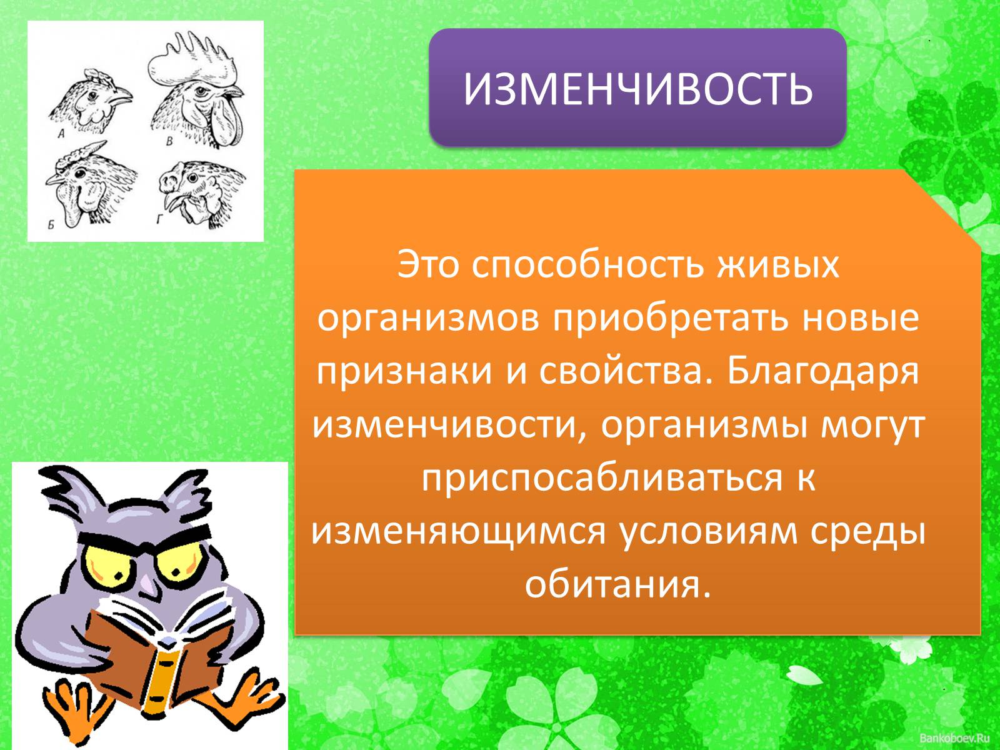 ИЗМЕНЧИВОСТЬ
А
В
Б
Г
Это способность живых
организмов приобретать новые
признаки и свойства. Благодаря
изменчивости, организмы могут
приспосабливаться к
изменяющимся условиям среды
обитания.
Bankoboev.Ru